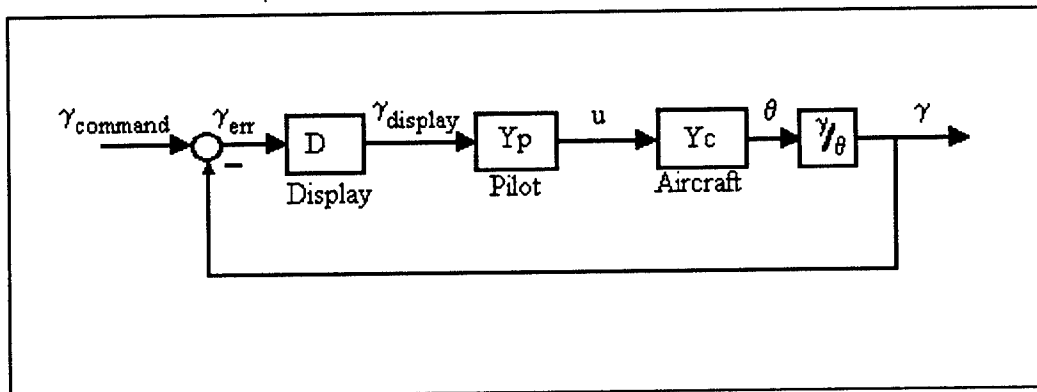 γcommand γerr D γdisplay Yp u Yc θ γ/θ γ
Display Pilot Aircraft